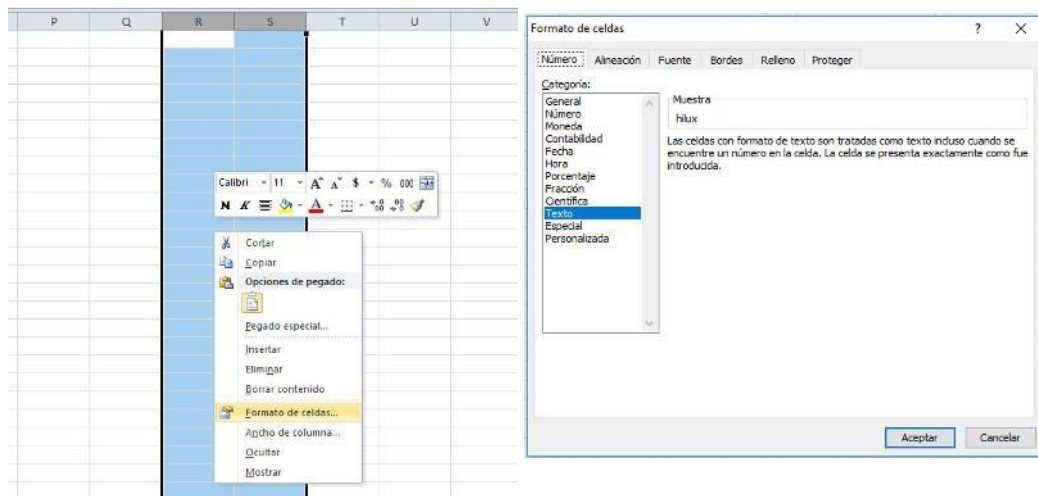 P Q R S T U V
Calibri 11 A A $ % 000
N K A
Cortar
Copiar
Opciones de pegado:
Pegado especial...
Insertar
Eliminar
Borrar contenido
Formato de celdas...
Ancho de columna...
Ocultar
Mostrar
Formato de celdas ? X
Número Alineación Fuente Bordes Relleno Proteger
Categoría:
General
Número
Moneda
Contabilidad
Fecha
Hora
Porcentaje
Fracción
Científica
Texto
Especial
Personalizada
Muestra
hilux
Las celdas con formato de texto son tratadas como texto incluso cuando se
encuentre un número en la celda. La celda se presenta exactamente como fue
introducida.
Aceptar Cancelar